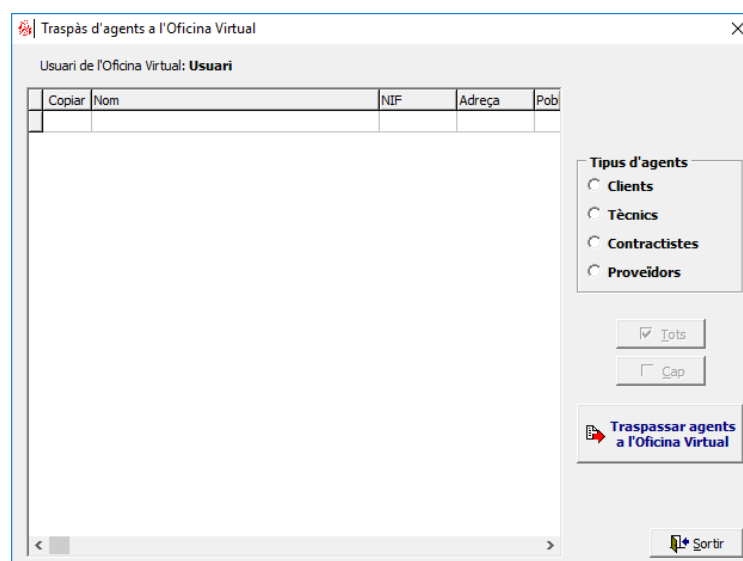 Traspàs d'agents a l'Oficina Virtual
Usuari de l'Oficina Virtual: Usuari
Copiar Nom NIF Adreça Pobl
Tipus d'agents
Clients
Tècnics
Contractistes
Proveïdors
Tots
Cap
Traspassar agents
a l'Oficina Virtual
Sortir